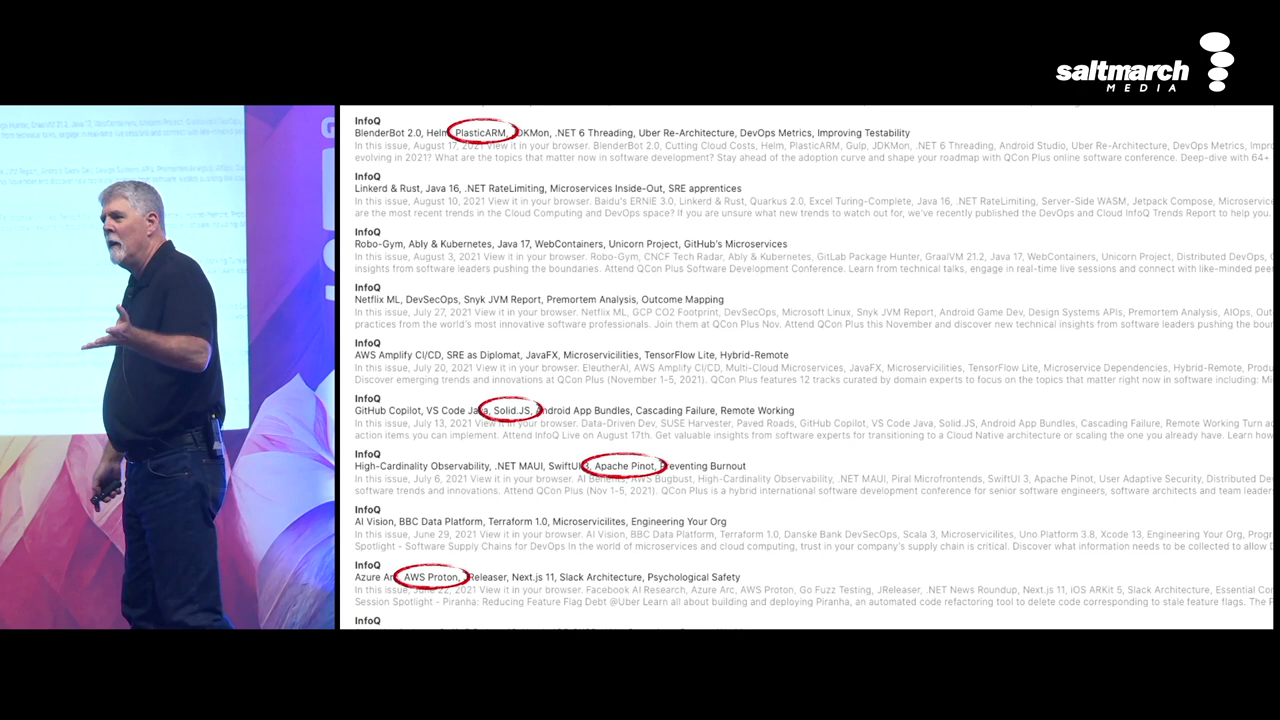 saltmarch
MEDIA
InfoQ
BlenderBot 2.0, Helm, PlasticARM, JDKMon, .NET 6 Threading, Uber Re-Architecture, DevOps Metrics, Improving Testability
In this issue, August 17, 2021 View it in your browser. BlenderBot 2.0, Cutting Cloud Costs, Helm, PlasticARM, Gulp, JDKMon, .NET 6 Threading, Android Studio, Uber Re-Architecture, DevOps Metrics, Impro
evolving in 2021? What are the topics that matter now in software development? Stay ahead of the adoption curve and shape your roadmap with QCon Plus online software conference. Deep-dive with 64+
InfoQ
Linkerd & Rust, Java 16, .NET RateLimiting, Microservices Inside-Out, SRE apprentices
In this issue, August 10, 2021 View it in your browser. Baidu's ERNIE 3.0, Linkerd & Rust, Quarkus 2.0, Excel Turing-Complete, Java 16, .NET RateLimiting, Server-Side WASM, Jetpack Compose, Microservice
are the most recent trends in the Cloud Computing and DevOps space? If you are unsure what new trends to watch out for, we've recently published the DevOps and Cloud InfoQ Trends Report to help you.
InfoQ
Robo-Gym, Ably & Kubernetes, Java 17, WebContainers, Unicorn Project, GitHub's Microservices
In this issue, August 3, 2021 View it in your browser. Robo-Gym, CNCF Tech Radar, Ably & Kubernetes, GitLab Package Hunter, GraalVM 21.2, Java 17, WebContainers, Unicorn Project, Distributed DevOps,
insights from software leaders pushing the boundaries. Attend QCon Plus Software Development Conference. Learn from technical talks, engage in real-time live sessions and connect with like-minded pee
InfoQ
Netflix ML, DevSecOps, Snyk JVM Report, Premortem Analysis, Outcome Mapping
In this issue, July 27, 2021 View it in your browser. Netflix ML, GCP CO2 Footprint, DevSecOps, Microsoft Linux, Snyk JVM Report, Android Game Dev, Design Systems APIs, Premortem Analysis, AIOps, Out
practices from the world's most innovative software professionals. Join them at QCon Plus Nov. Attend QCon Plus this November and discover new technical insights from software leaders pushing the boun
InfoQ
AWS Amplify CI/CD, SRE as Diplomat, JavaFX, Microservicilities, TensorFlow Lite, Hybrid-Remote
In this issue, July 20, 2021 View it in your browser. EleutherAI, AWS Amplify CI/CD, Multi-Cloud Microservices, JavaFX, Microservicilities, TensorFlow Lite, Microservice Dependencies, Hybrid-Remote, Produ
Discover emerging trends and innovations at QCon Plus (November 1-5, 2021). QCon Plus features 12 tracks curated by domain experts to focus on the topics that matter right now in software including: Mi
InfoQ
GitHub Copilot, VS Code Java, Solid.JS, Android App Bundles, Cascading Failure, Remote Working
In this issue, July 13, 2021 View it in your browser. Data-Driven Dev, SUSE Harvester, Paved Roads, GitHub Copilot, VS Code Java, Solid.JS, Android App Bundles, Cascading Failure, Remote Working Turn a
action items you can implement. Attend InfoQ Live on August 17th. Get valuable insights from software experts for transitioning to a Cloud Native architecture or scaling the one you already have. Learn how
InfoQ
High-Cardinality Observability, .NET MAUI, SwiftUI 3, Apache Pinot, Preventing Burnout
In this issue, July 6, 2021 View it in your browser. AI Benefits, AWS Bugbust, High-Cardinality Observability, .NET MAUI, Piral Microfrontends, SwiftUI 3, Apache Pinot, User Adaptive Security, Distributed D
software trends and innovations. Attend QCon Plus (Nov 1-5, 2021). QCon Plus is a hybrid international software development conference for senior software engineers, software architects and team leader
InfoQ
AI Vision, BBC Data Platform, Terraform 1.0, Microservicilites, Engineering Your Org
In this issue, June 29, 2021 View it in your browser. AI Vision, BBC Data Platform, Terraform 1.0, Danske Bank DevSecOps, Scala 3, Microservicilities, Uno Platform 3.8, Xcode 13, Engineering Your Org, Progr
Spotlight - Software Supply Chains for DevOps In the world of microservices and cloud computing, trust in your company's supply chain is critical. Discover what information needs to be collected to allow D
InfoQ
Azure Arc, AWS Proton, JReleaser, Next.js 11, Slack Architecture, Psychological Safety
In this issue, June 22, 2021 View it in your browser. Facebook AI Research, Azure Arc, AWS Proton, Go Fuzz Testing, JReleaser, .NET News Roundup, Next.js 11, iOS ARKit 5, Slack Architecture, Essential Co
Session Spotlight - Piranha: Reducing Feature Flag Debt @Uber Learn all about building and deploying Piranha, an automated code refactoring tool to delete code corresponding to stale feature flags. The P
InfoQ